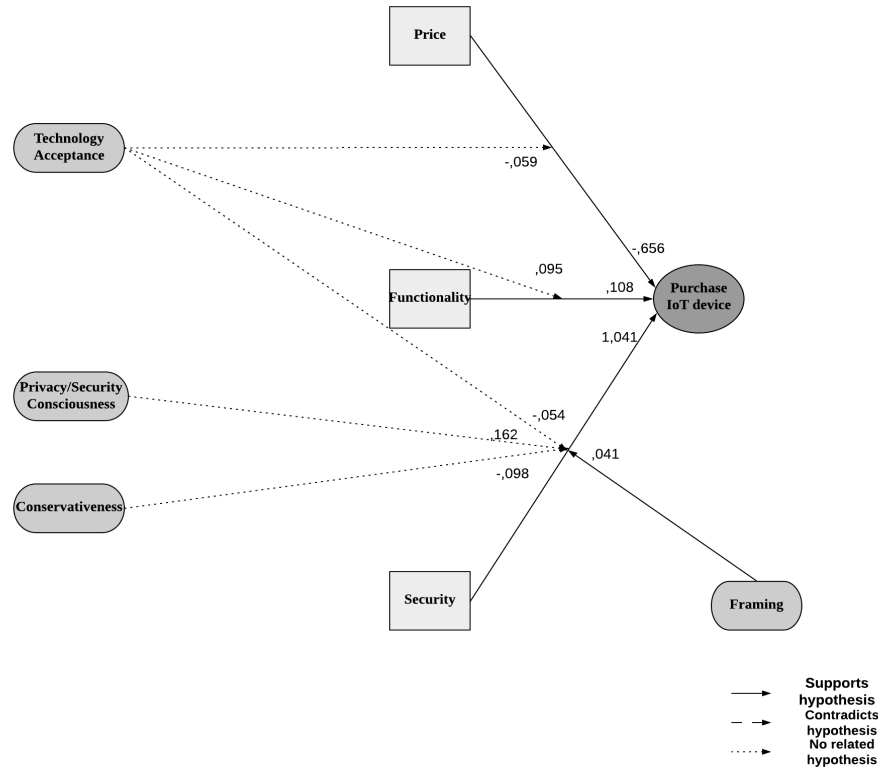 Price
Technology
Acceptance
-,059
-,656
,095
Functionality
,108
Purchase
IoT device
1,041
Privacy/Security
Consciousness
-,054
,162
,041
-,098
Conservativeness
Security
Framing
Supports
hypothesis
Contradicts
hypothesis
No related
hypothesis